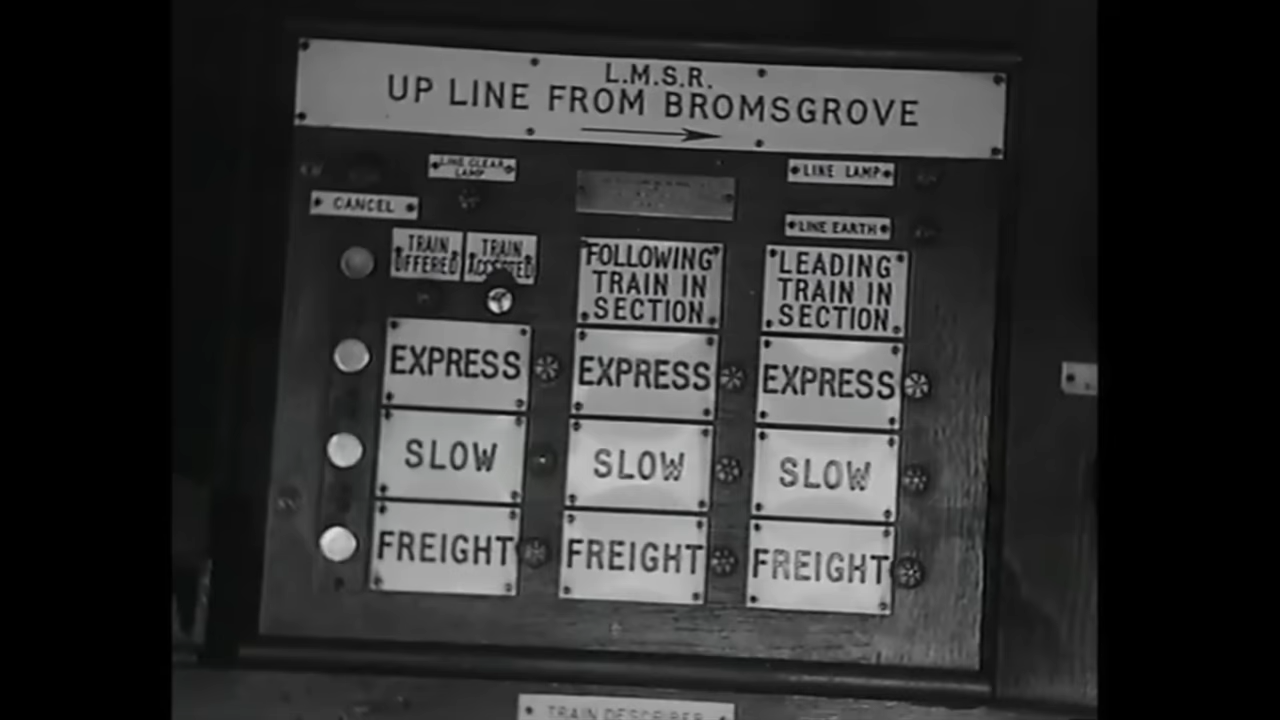 L.M.S.R.
UP LINE FROM BROMSGROVE
LINE CLEAR
LAMP
LINE LAMP
CANCEL
LINE EARTH
TRAIN
OFFERED
TRAIN
ACCEPTED
FOLLOWING
TRAIN IN
SECTION
LEADING
TRAIN IN
SECTION
EXPRESS
EXPRESS
EXPRESS
SLOW
SLOW
SLOW
FREIGHT
FREIGHT
FREIGHT
TRAIN DESCRIBER